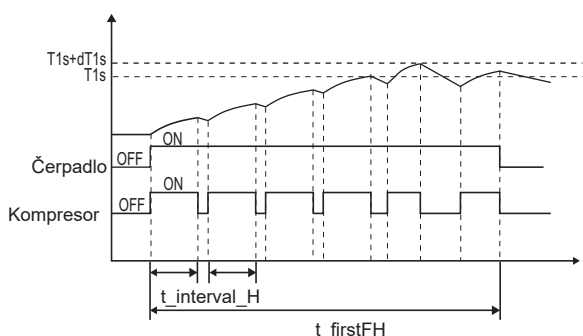 T1s+dT1s
T1s
ON
OFF
Čerpadlo
ON
OFF
Kompresor
t_interval_H
t_firstFH